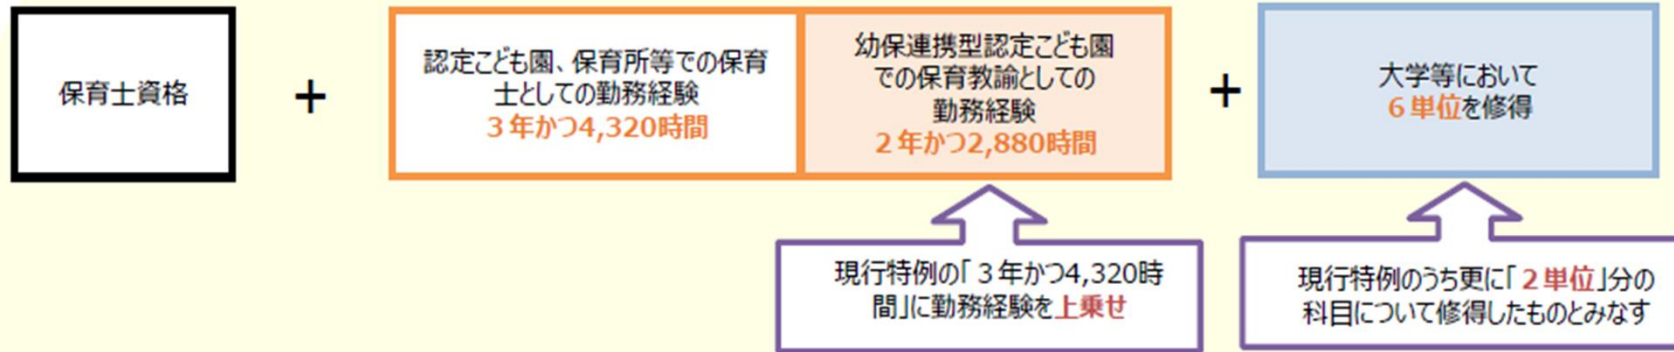 保育士資格
+
認定こども園、保育所等での保育
士としての勤務経験
3年かつ4,320時間
幼保連携型認定こども園
での保育教諭としての
勤務経験
2年かつ2,880時間
+
大学等において
6単位を修得
現行特例の「3年かつ4,320時
間」に勤務経験を上乗せ
現行特例のうち更に「2単位」分の
科目について修得したものとみなす